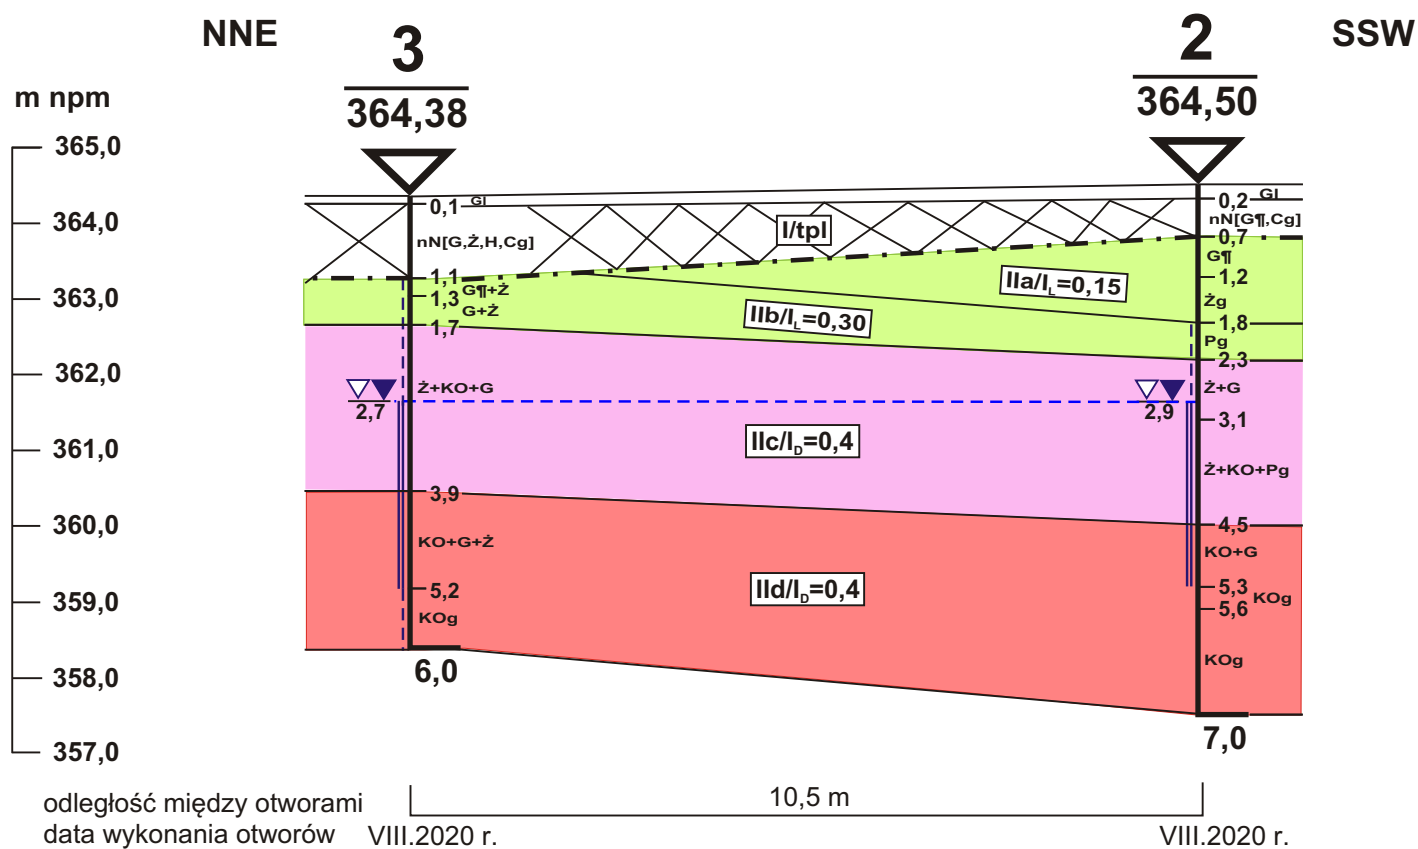 NNE
3
2
SSW
364,38
364,50
m npm
365,0
364,0
363,0
362,0
361,0
360,0
359,0
358,0
357,0
0,1
Gl
nN[G,Ż,H,Cg]
1,1
G¶+Ż
1,3
G+Ż
1,7
Ż+KO+G
2,7
3,9
KO+G+Ż
5,2
KOg
6,0
I/tpl
IIa/IL=0,15
IIb/IL=0,30
IIc/ID=0,4
IId/ID=0,4
0,2
Gl
nN[G¶,Cg]
0,7
G¶
1,2
Żg
1,8
Pg
2,3
Ż+G
2,9
3,1
Ż+KO+Pg
4,5
KO+G
5,3
KOg
5,6
KOg
7,0
odległość między otworami
10,5 m
data wykonania otworów
VIII.2020 r.
VIII.2020 r.